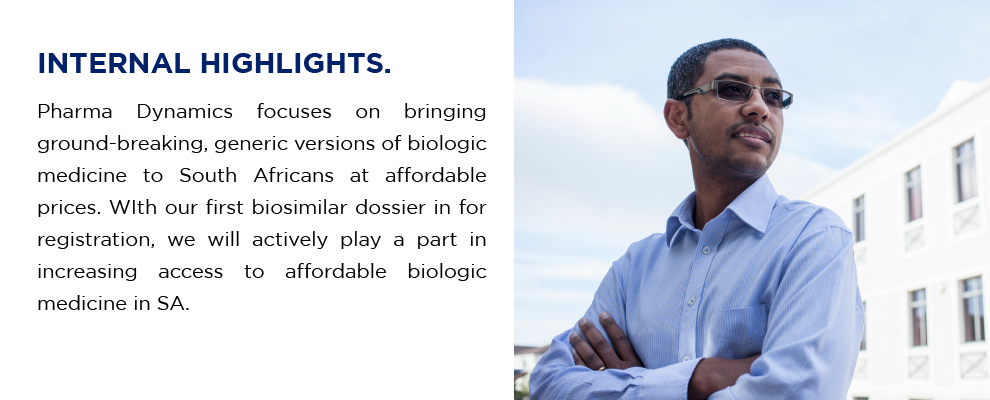 INTERNAL HIGHLIGHTS.
Pharma Dynamics focuses on bringing
ground-breaking, generic versions of biologic
medicine to South Africans at affordable
prices. WIth our first biosimilar dossier in for
registration, we will actively play a part in
increasing access to affordable biologic
medicine in SA.